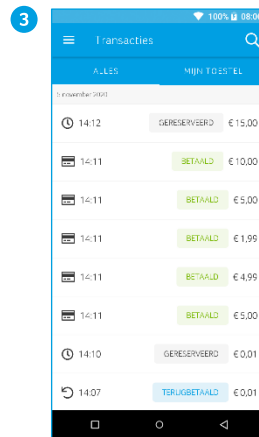 3
100% 08:00
Transacties
ALLES MIJN TOESTEL
5 november 2020
14:12 GERESERVEERD € 15,00
14:11 BETAALD € 10,00
14:11 BETAALD € 5,00
14:11 BETAALD € 1,99
14:11 BETAALD € 4,99
14:11 BETAALD € 5,00
14:10 GERESERVEERD € 0,01
14:07 TERUGBETAALD € 0,01